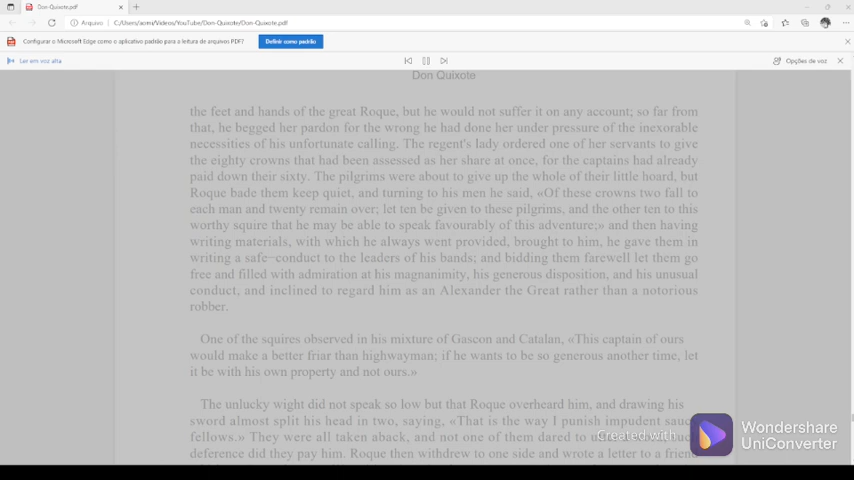 Don-Quixote.pdf
Arquivo | C:/Users/acms/Videos/YouTube/Don-Quixote/Don-Quixote.pdf
Configurar o Microsoft Edge como o aplicativo padrão para a leitura de arquivos PDF? Definir como padrão
Ler em voz alta Opções de voz
Don Quixote
the feet and hands of the great Roque, but he would not suffer it on any account; so far from
that, he begged her pardon for the wrong he had done her under pressure of the inexorable
necessities of his unfortunate calling. The regent's lady ordered one of her servants to give
the eighty crowns that had been assessed as her share at once, for the captains had already
paid down their sixty. The pilgrims were about to give up the whole of their little hoard, but
Roque bade them keep quiet, and turning to his men he said, «Of these crowns two fall to
each man and twenty remain over; let ten be given to these pilgrims, and the other ten to this
worthy squire that he may be able to speak favourably of this adventure;» and then having
writing materials, with which he always went provided, brought to him, he gave them in
writing a safe-conduct to the leaders of his bands; and bidding them farewell let them go
free and filled with admiration at his magnanimity, his generous disposition, and his unusual
conduct, and inclined to regard him as an Alexander the Great rather than a notorious
robber.
One of the squires observed in his mixture of Gascon and Catalan, «This captain of ours
would make a better friar than highwayman; if he wants to be so generous another time, let
it be with his own property and not ours.»
The unlucky wight did not speak so low but that Roque overheard him, and drawing his
sword almost split his head in two, saying, «That is the way I punish impudent
fellows.» They were all taken aback, and not one of them dared to
deference did they pay him. Roque then withdrew to one side and wrote a letter to a friend
Created with Wondershare
UniConverter